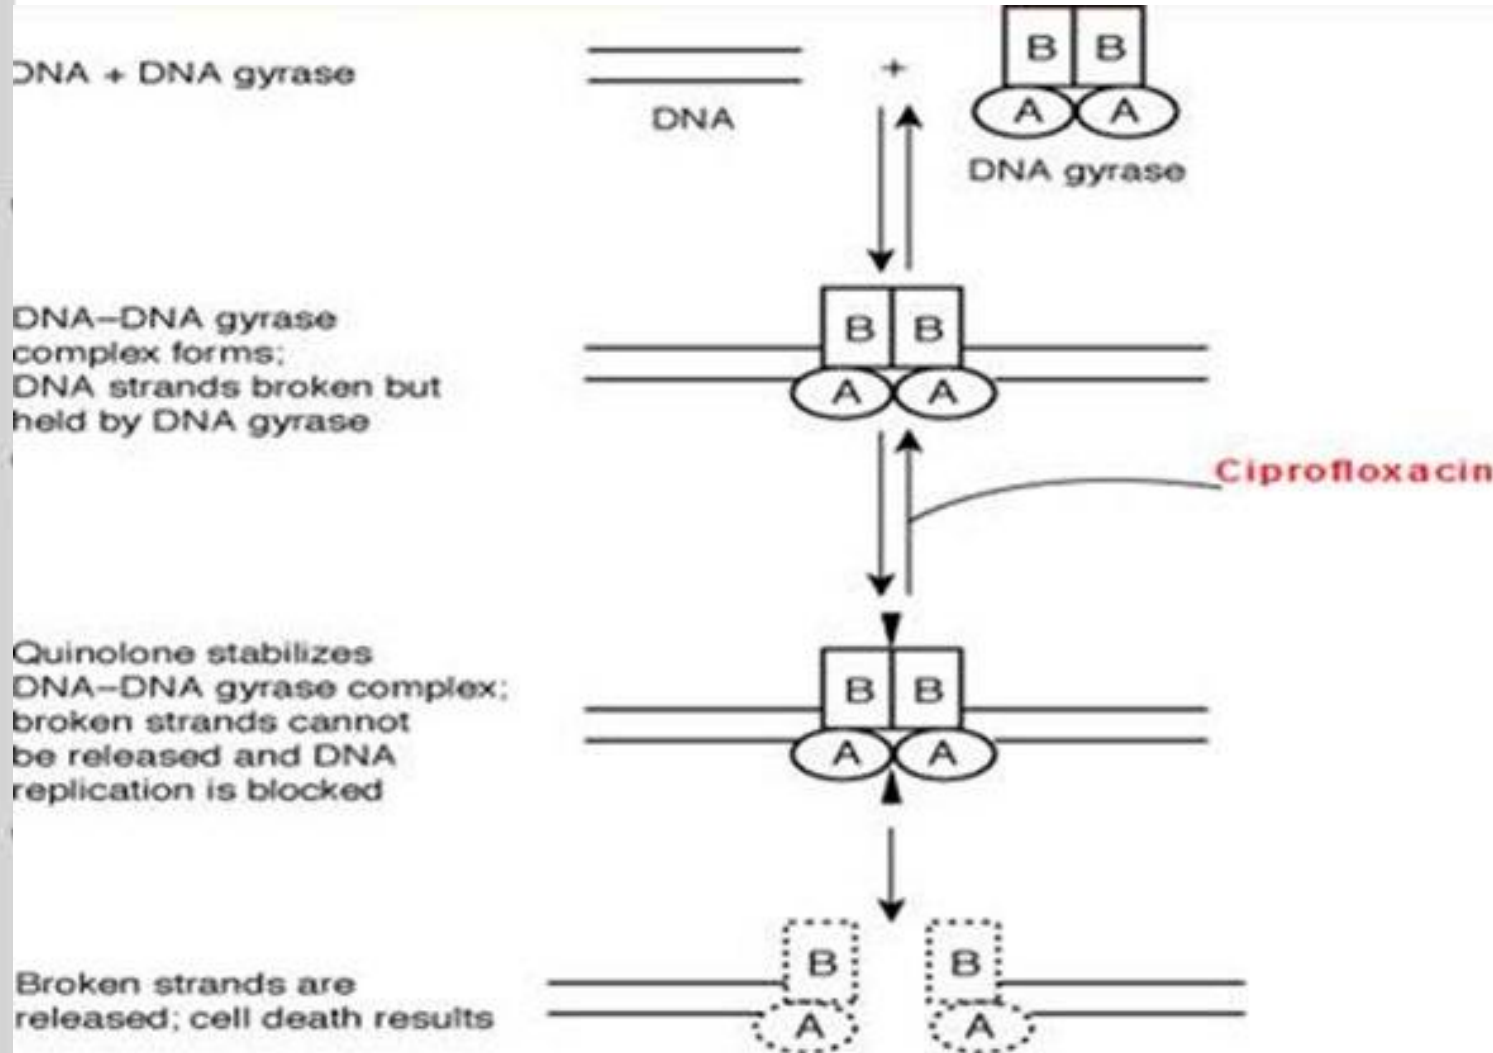 DNA + DNA gyrase
DNA
+
B B
A A
DNA gyrase
DNA–DNA gyrase
complex forms;
DNA strands broken but
held by DNA gyrase
B B
A A
Ciprofloxacin
Quinolone stabilizes
DNA–DNA gyrase complex;
broken strands cannot
be released and DNA
replication is blocked
B B
A A
Broken strands are
released; cell death results
B B
A A